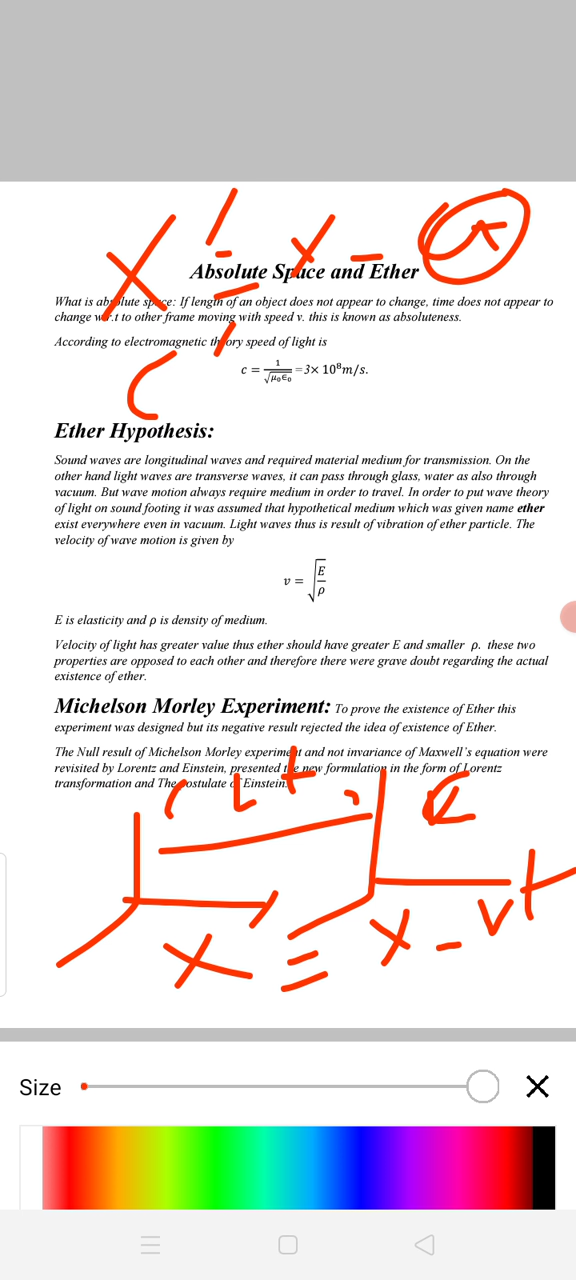 Absolute Space and Ether
What is absolute space: If length of an object does not appear to change, time does not appear to
change w.r.t to other frame moving with speed v. this is known as absoluteness.
According to electromagnetic theory speed of light is
c = 1/√μ₀∈₀ = 3× 10⁸m/s.
Ether Hypothesis:
Sound waves are longitudinal waves and required material medium for transmission. On the
other hand light waves are transverse waves, it can pass through glass, water as also through
vacuum. But wave motion always require medium in order to travel. In order to put wave theory
of light on sound footing it was assumed that hypothetical medium which was given name ether
exist everywhere even in vacuum. Light waves thus is result of vibration of ether particle. The
velocity of wave motion is given by
v = √E/ρ
E is elasticity and ρ is density of medium.
Velocity of light has greater value thus ether should have greater E and smaller ρ. these two
properties are opposed to each other and therefore there were grave doubt regarding the actual
existence of ether.
Michelson Morley Experiment: To prove the existence of Ether this
experiment was designed but its negative result rejected the idea of existence of Ether.
The Null result of Michelson Morley experiment and not invariance of Maxwell's equation were
revisited by Lorentz and Einstein, presented the new formulation in the form of Lorentz
transformation and The postulate of Einstein.
x = x - vt
Size